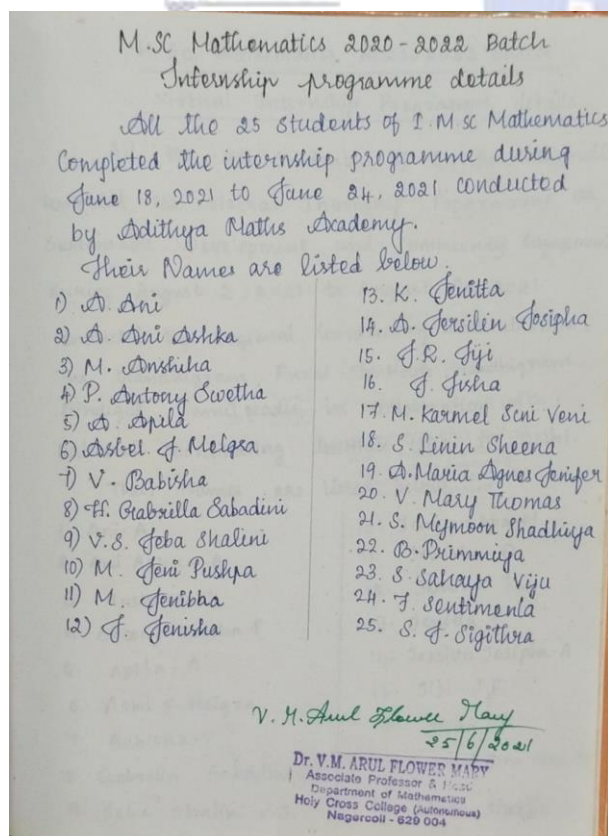 M.SC Mathematics 2020-2022 Batch
Internship programme details
All the 25 students of I M.sc Mathematics
Completed the internship programme during
June 18, 2021 to June 24, 2021 conducted
by Adithya Maths Academy.
Their Names are listed below.
1) A. Ani
2) A. Ani Ashka
3) M. Anshiha
4) P. Antony Swetha
5) A. Apila
6) Asbel. J. Melgsa
7) V. Babisha
8) H. Gabrilla Sabadini
9) V.S. Jeba Shalini
10) M. Jeni Pushpa
11) M. Jenibha
12) J. Jenisha
13. K. Jenitta
14. A. Jersilin Josipha
15. J.R. Jiji
16. J. Jisha
17. M. Karmel Scni Veni
18. S. Linin Sheena
19. A. Maria Agnes Jenifer
20. V. Mary Thomas
21. S. Mymoon Shadhiya
22. B. Primmiya
23. S. Sahaya Viju
24. J. Sentimenla
25. S. J. Sigithra
V. M. Arul Flower Mary
25/6/2021
Dr. V.M. ARUL FLOWER MARY
Associate Professor & Head
Department of Mathematics
Holy Cross College (Autonomous)
Nagercoil - 629 004